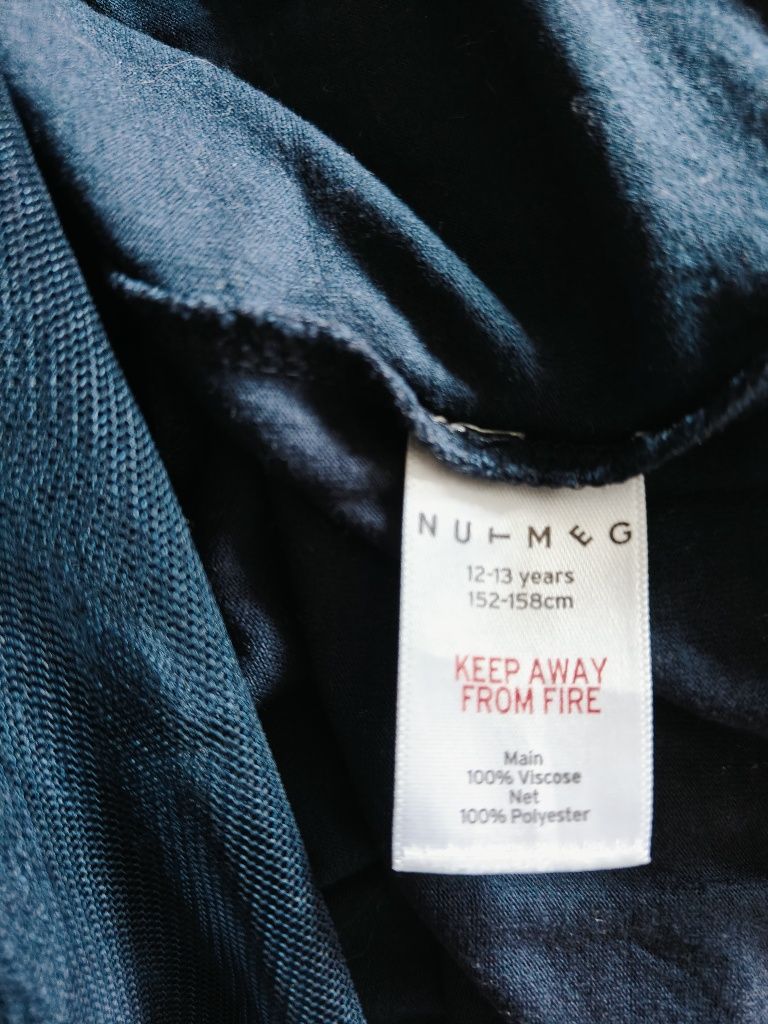 NUTMEG
12-13 years
152-158cm
KEEP AWAY
FROM FIRE
Main
100% Viscose
Net
100% Polyester